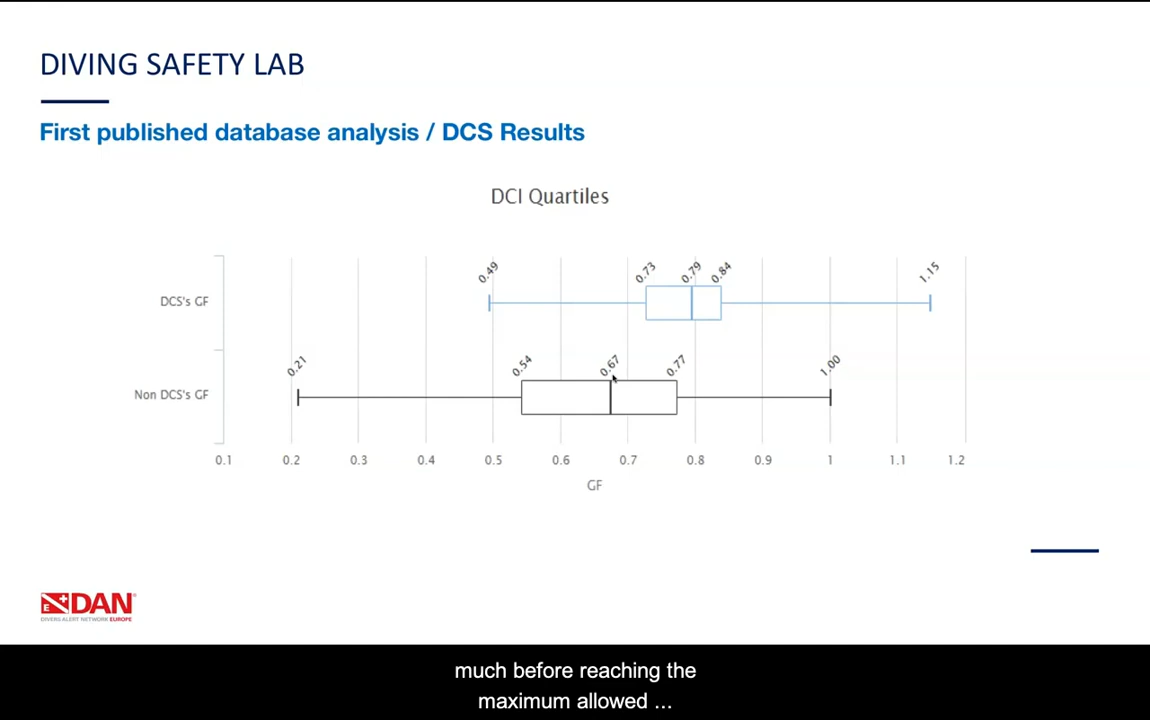 DIVING SAFETY LAB
First published database analysis / DCS Results
DCI Quartiles
DCS's GF
0.49
0.73
0.79
0.84
1.15
Non DCS's GF
0.21
0.54
0.67
0.77
1.00
0.1 0.2 0.3 0.4 0.5 0.6 0.7 0.8 0.9 1 1.1 1.2
GF
E DAN
DIVERS ALERT NETWORK EUROPE
much before reaching the
maximum allowed ...